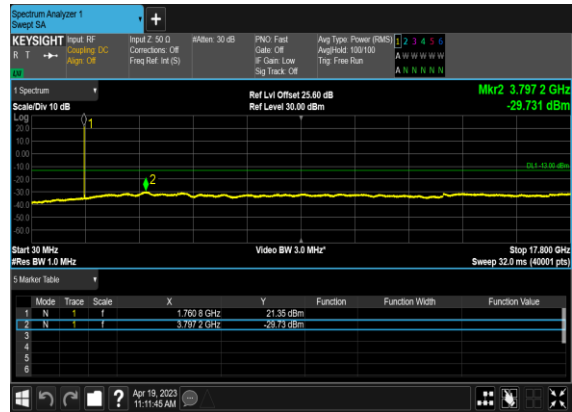 Spectrum Analyzer 1
Swept SA
+
KEYSIGHT Input: RF Input Z: 50 Ω #Atten: 30 dB PNO: Fast Avg Type: Power (RMS) 1 2 3 4 5 6
R T Coupling: DC Corrections: Off Gate: Off Avg|Hold: 100/100 A W W W W W
Align: Off Freq Ref: Int (S) IF Gain: Low Trig: Free Run
Sig Track: Off A N N N N N
1 Spectrum Ref Lvl Offset 25.60 dB Mkr2 3.797 2 GHz
Scale/Div 10 dB Ref Level 30.00 dBm -29.731 dBm
Log
20.0
10.0
0.00
-10.0
-20.0
-30.0
-40.0
-50.0
-60.0
1
DL1 -13.00 dBm
2
Start 30 MHz Video BW 3.0 MHz* Stop 17.800 GHz
#Res BW 1.0 MHz Sweep 32.0 ms (40001 pts)
5 Marker Table
Mode Trace Scale X Y Function Function Width Function Value
1 N 1 f 1.760 8 GHz 21.35 dBm
2 N 1 f 3.797 2 GHz -29.73 dBm
3
4
5
6
? Apr 19, 2023
11:11:45 AM